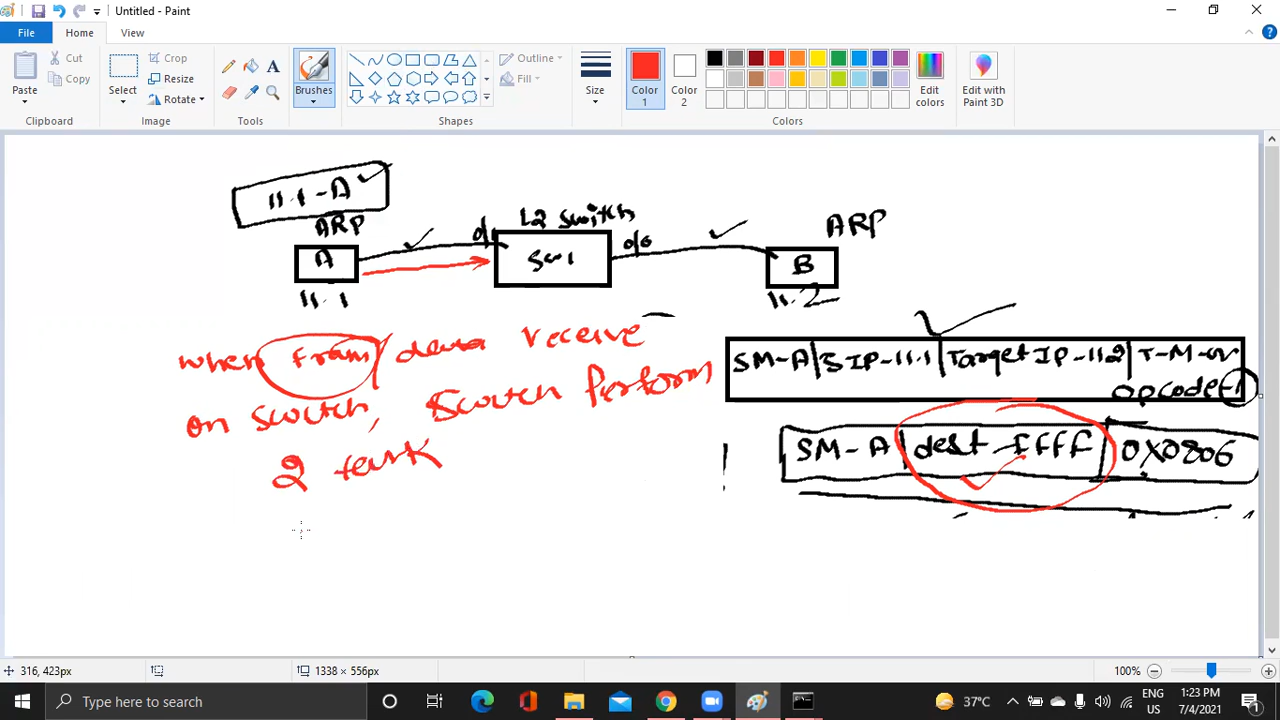 Untitled - Paint
File Home View
Paste
Cut
Copy
Clipboard
Select
Crop
Resize
Rotate
Image
A
Tools
Brushes
Shapes
Outline
Fill
Size
Color 1
Color 2
Colors
Edit colors
Edit with Paint 3D
11.1-A
ARP
A
11.1
L2 switch
Sw1
0/0
ARP
B
11.2
when fram/data receive
on switch, Switch Perform
2 task
SM-A SIP-11.1 Target IP-11.2
opcode-1
SM-A dest-ffff 0X0806
316, 423px
1338 × 556px
100%
Type here to search
37°C
ENG
US
1:23 PM
7/4/2021
1